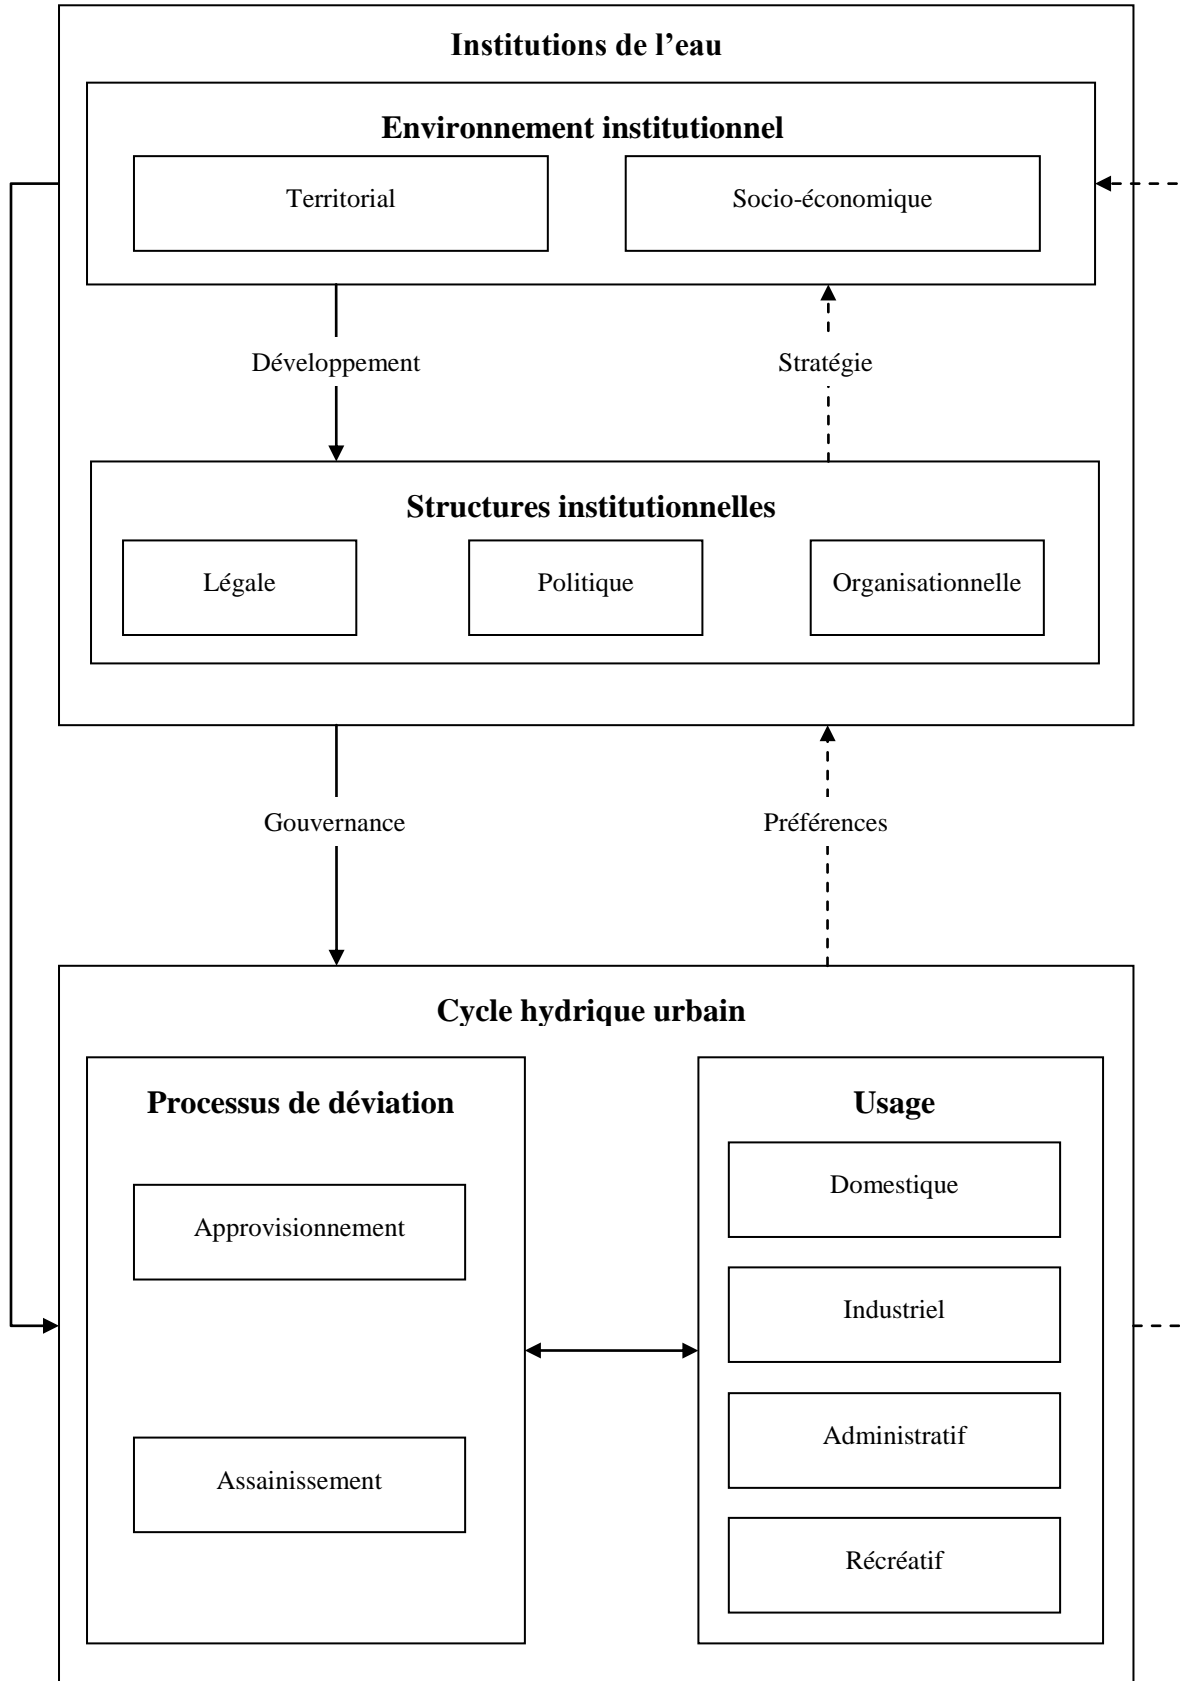 Institutions de l’eau
Environnement institutionnel
Territorial
Socio-économique
Développement
Stratégie
Structures institutionnelles
Légale
Politique
Organisationnelle
Gouvernance
Préférences
Cycle hydrique urbain
Processus de déviation
Usage
Approvisionnement
Assainissement
Domestique
Industriel
Administratif
Récréatif